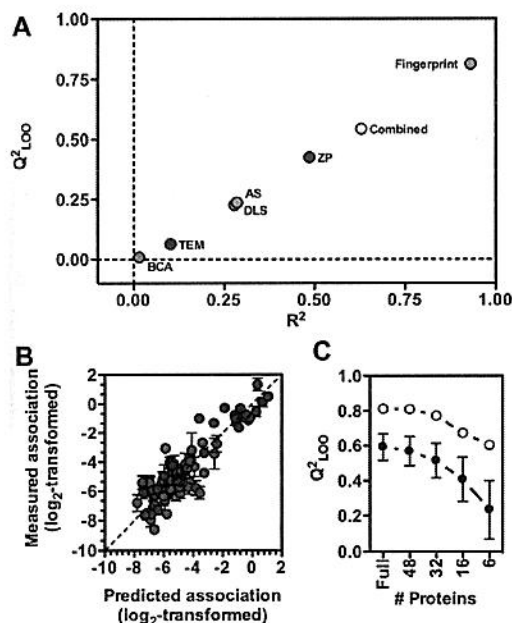 A
1.00
0.75
0.50
0.25
0.00
Q²LOO
Fingerprint
Combined
ZP
AS
DLS
TEM
BCA
0.00 0.25 0.50 0.75 1.00
R²
B
Measured association
(log₂-transformed)
2
0
-2
-4
-6
-8
-10
-10 -8 -6 -4 -2 0 2
Predicted association
(log₂-transformed)
C
Q²LOO
1.0
0.8
0.6
0.4
0.2
0.0
Full 48 32 16 6
# Proteins